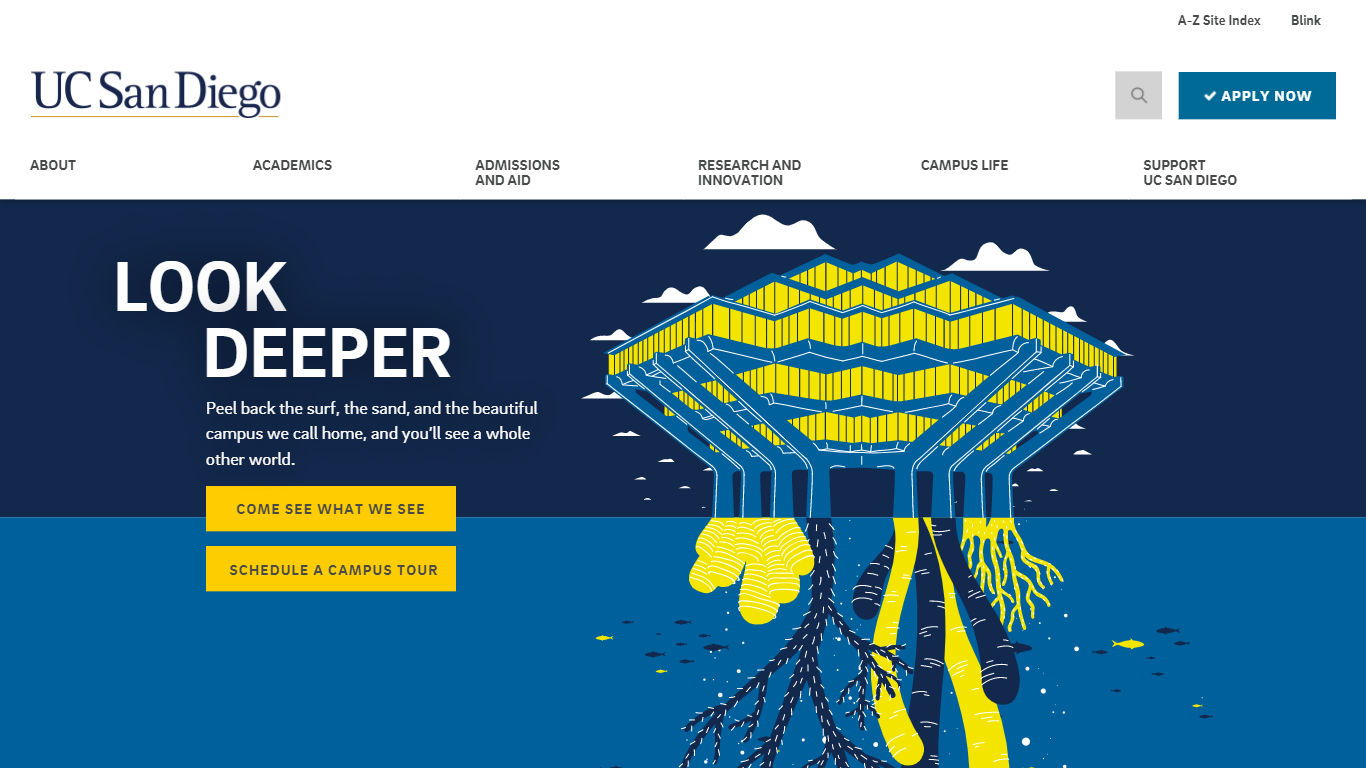 A-Z Site Index
Blink
UC San Diego
APPLY NOW
ABOUT
ACADEMICS
ADMISSIONS
AND AID
RESEARCH AND
INNOVATION
CAMPUS LIFE
SUPPORT
UC SAN DIEGO
LOOK
DEEPER
Peel back the surf, the sand, and the beautiful
campus we call home, and you'll see a whole
other world.
COME SEE WHAT WE SEE
SCHEDULE A CAMPUS TOUR